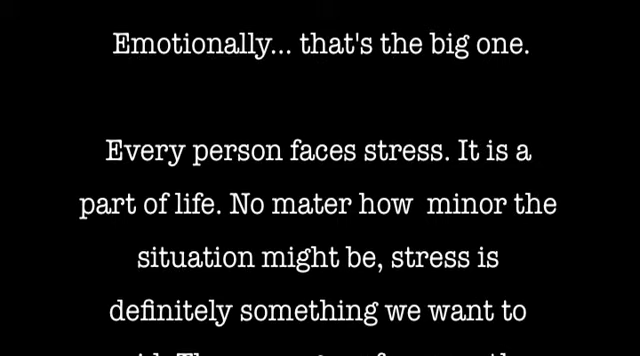 Emotionally... that's the big one.
Every person faces stress. It is a
part of life. No mater how  minor the
situation might be, stress is
definitely something we want to